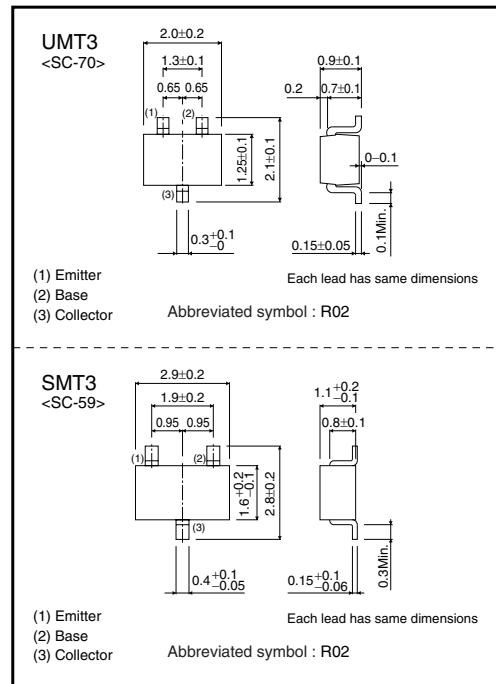 UMT3
<SC-70>
2.0±0.2
1.3±0.1
0.65 0.65
(1) (2)
(3)
1.25±0.1
2.1±0.1
0.3+0.1 −0
0.9±0.1
0.2 0.7±0.1
0−0.1
0.15±0.05
0.1Min.
(1) Emitter
(2) Base
(3) Collector
Each lead has same dimensions
Abbreviated symbol : R02
SMT3
<SC-59>
2.9±0.2
1.9±0.2
0.95 0.95
(1) (2)
(3)
1.6+0.2 −0.1
2.8±0.2
0.4+0.1 −0.05
1.1+0.2 −0.1
0.8±0.1
0.15+0.1 −0.06
0.3Min.
(1) Emitter
(2) Base
(3) Collector
Each lead has same dimensions
Abbreviated symbol : R02